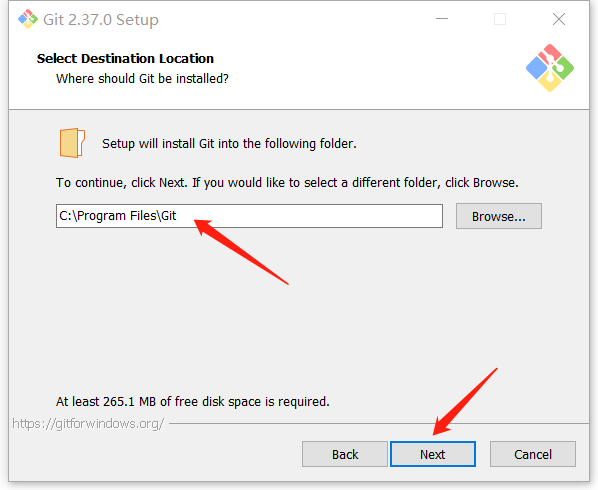 Git 2.37.0 Setup
Select Destination Location
Where should Git be installed?
Setup will install Git into the following folder.
To continue, click Next. If you would like to select a different folder, click Browse.
C:\Program Files\Git
Browse...
At least 265.1 MB of free disk space is required.
https://gitforwindows.org/
Back
Next
Cancel